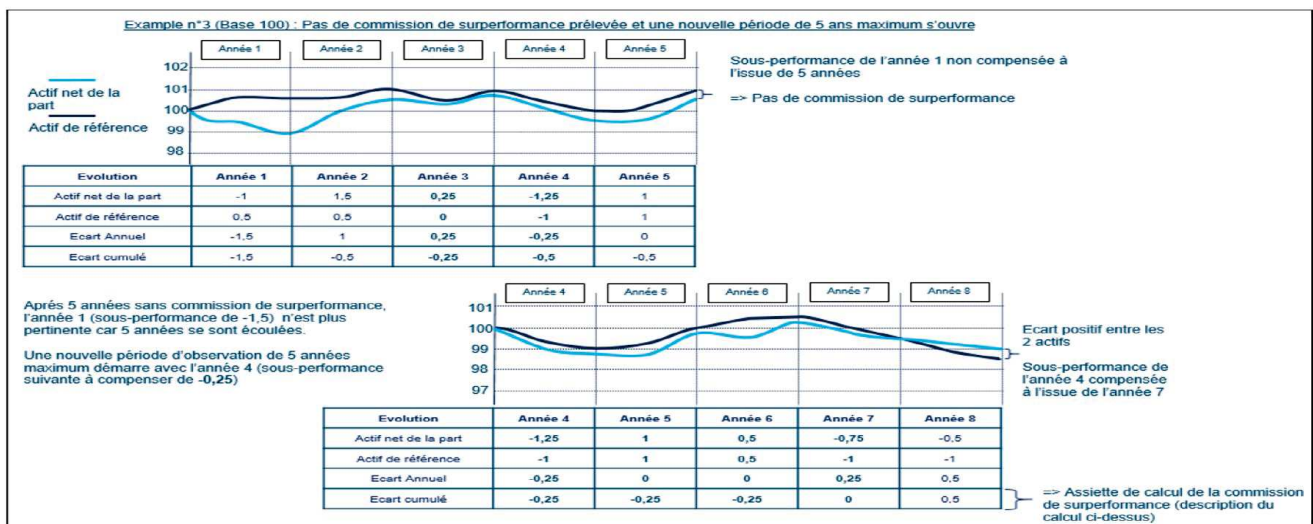 Example n°3 (Base 100) : Pas de commission de surperformance prélevée et une nouvelle période de 5 ans maximum s'ouvre
Année 1 Année 2 Année 3 Année 4 Année 5
102
101
100
99
98
Actif net de la
part
Actif de référence
Sous-performance de l'année 1 non compensée à
l'issue de 5 années
=> Pas de commission de surperformance
Evolution Année 1 Année 2 Année 3 Année 4 Année 5
Actif net de la part -1 1,5 0,25 -1,25 1
Actif de référence 0,5 0,5 0 -1 1
Ecart Annuel -1,5 1 0,25 -0,25 0
Ecart cumulé -1,5 -0,5 -0,25 -0,5 -0,5
Après 5 années sans commission de surperformance,
l'année 1 (sous-performance de -1,5) n'est plus
pertinente car 5 années se sont écoulées.
Une nouvelle période d'observation de 5 années
maximum démarre avec l'année 4 (sous-performance
suivante à compenser de -0,25)
Année 4 Année 5 Année 6 Année 7 Année 8
101
100
99
98
97
Ecart positif entre les
2 actifs
Sous-performance de
l'année 4 compensée
à l'issue de l'année 7
Evolution Année 4 Année 5 Année 6 Année 7 Année 8
Actif net de la part -1,25 1 0,5 -0,75 -0,5
Actif de référence -1 1 0,5 -1 -1
Ecart Annuel -0,25 0 0 0,25 0,5
Ecart cumulé -0,25 -0,25 -0,25 0 0,5
=> Assiette de calcul de la commission
de surperformance (description du
calcul ci-dessus)